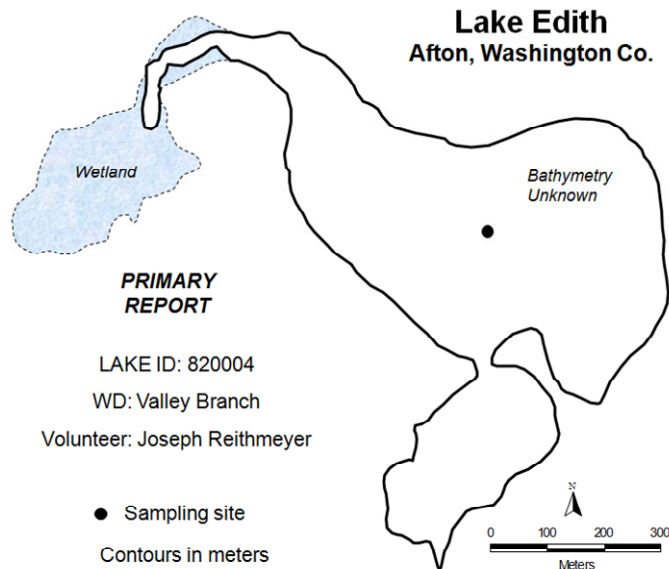 Lake Edith
Afton, Washington Co.
Wetland
Bathymetry
Unknown
PRIMARY
REPORT
LAKE ID: 820004
WD: Valley Branch
Volunteer: Joseph Reithmeyer
Sampling site
Contours in meters
N
0 100 200 300
Meters